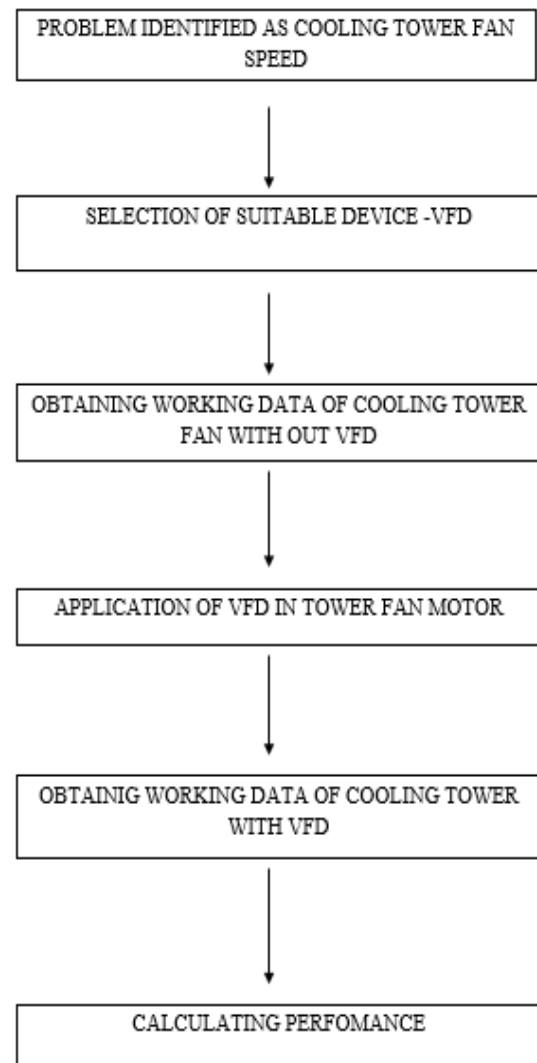 PROBLEM IDENTIFIED AS COOLING TOWER FAN
SPEED
SELECTION OF SUITABLE DEVICE -VFD
OBTAINING WORKING DATA OF COOLING TOWER
FAN WITH OUT VFD
APPLICATION OF VFD IN TOWER FAN MOTOR
OBTAINIG WORKING DATA OF COOLING TOWER
WITH VFD
CALCULATING PERFOMANCE